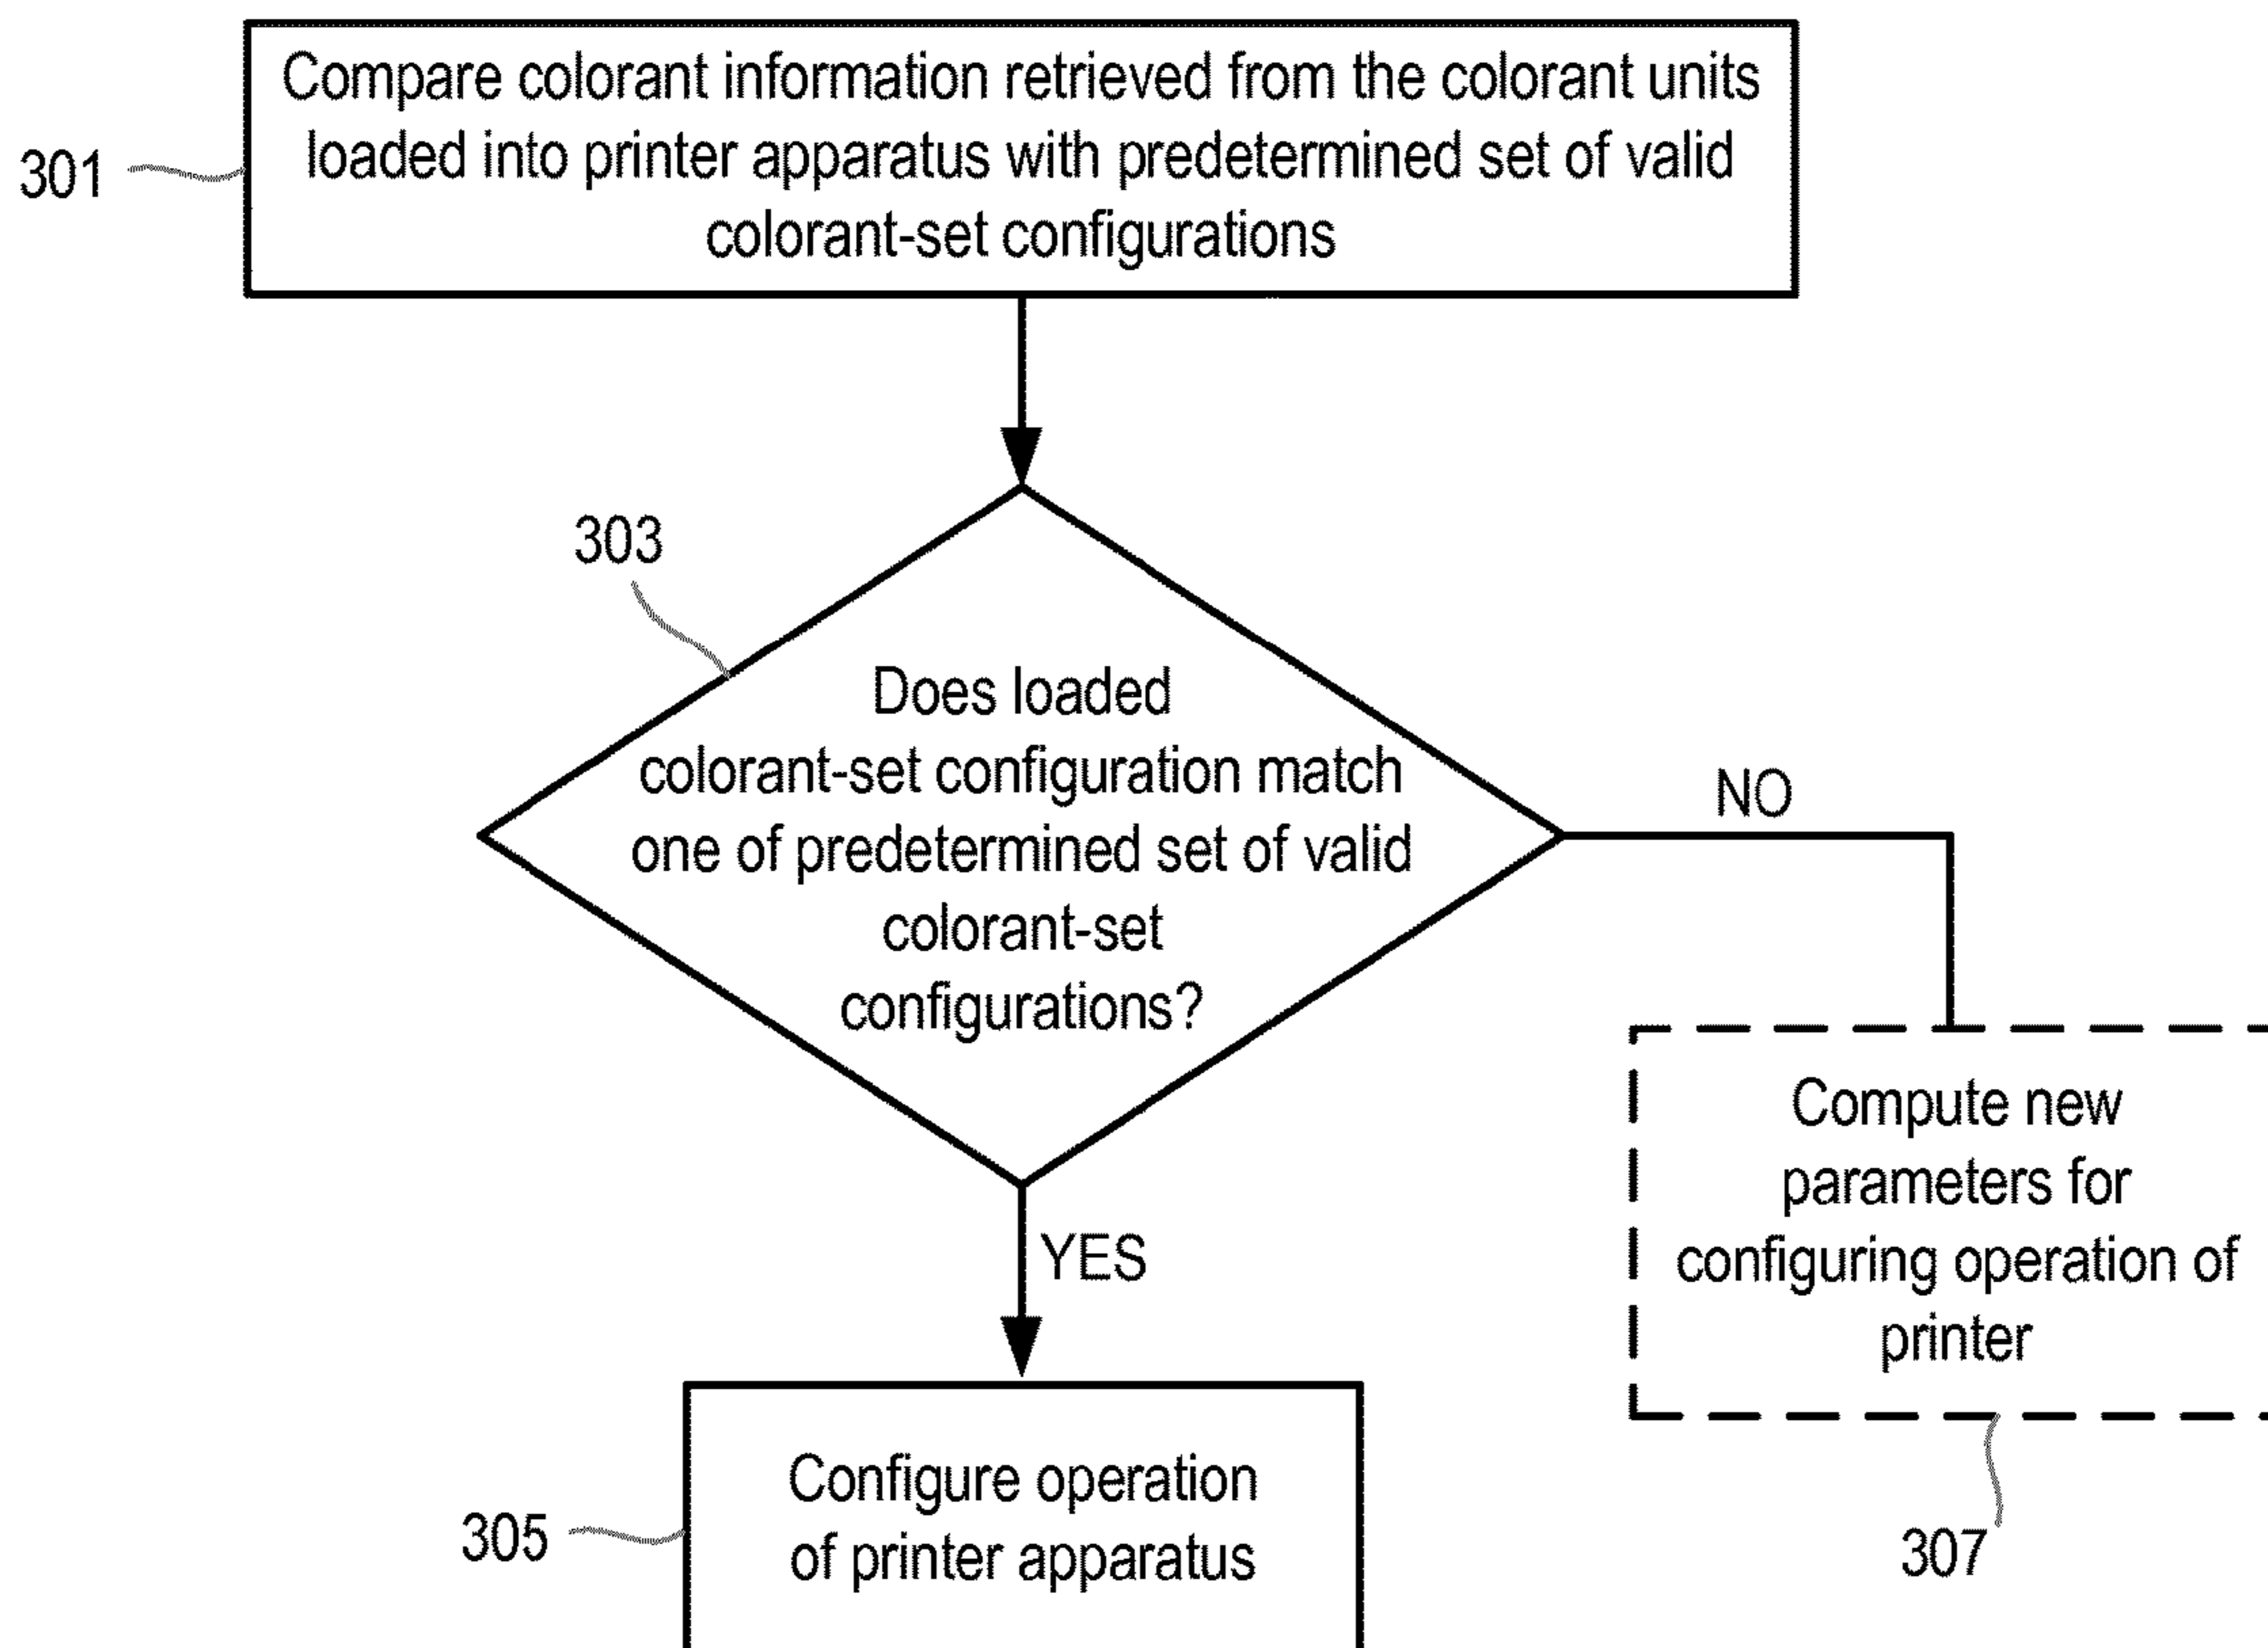 Compare colorant information retrieved from the colorant units
loaded into printer apparatus with predetermined set of valid
colorant-set configurations
301
303
Does loaded
colorant-set configuration match
one of predetermined set of valid
colorant-set
configurations?
NO
YES
Compute new
parameters for
configuring operation of
printer
307
Configure operation
of printer apparatus
305